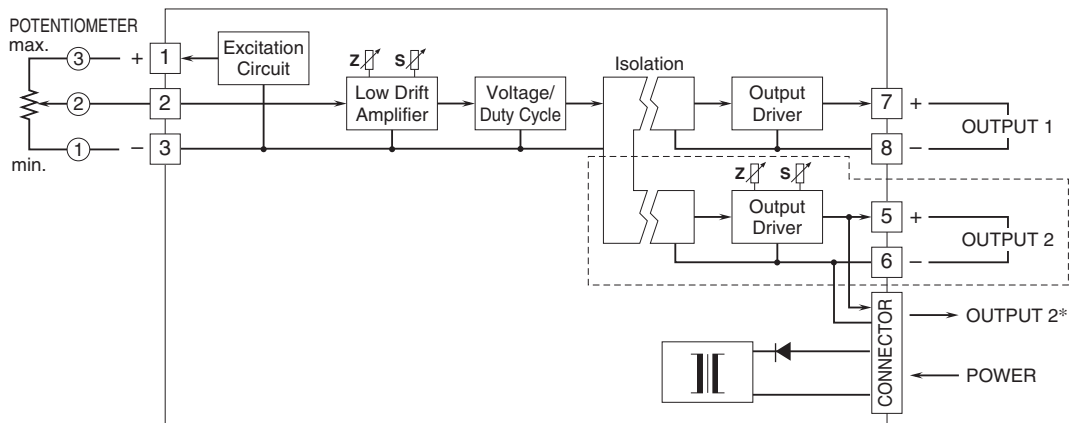 POTENTIOMETER
max.
3
+
1
Excitation
Circuit
Z
S
Isolation
2
2
Low Drift
Amplifier
Voltage/
Duty Cycle
Output
Driver
7
+
OUTPUT 1
1
−
3
8
−
min.
Z
S
Output
Driver
5
+
OUTPUT 2
6
−
CONNECTOR
OUTPUT 2*
POWER